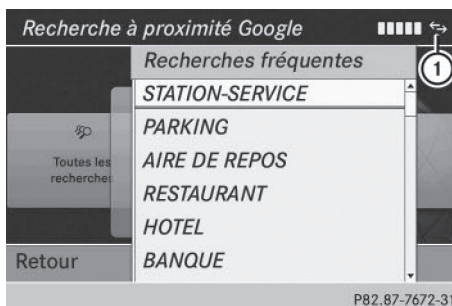 Recherche à proximité Google
1
Recherches fréquentes
STATION-SERVICE
PARKING
AIRE DE REPOS
RESTAURANT
HOTEL
BANQUE
Toutes les
recherches
Retour
P82.87-7672-31